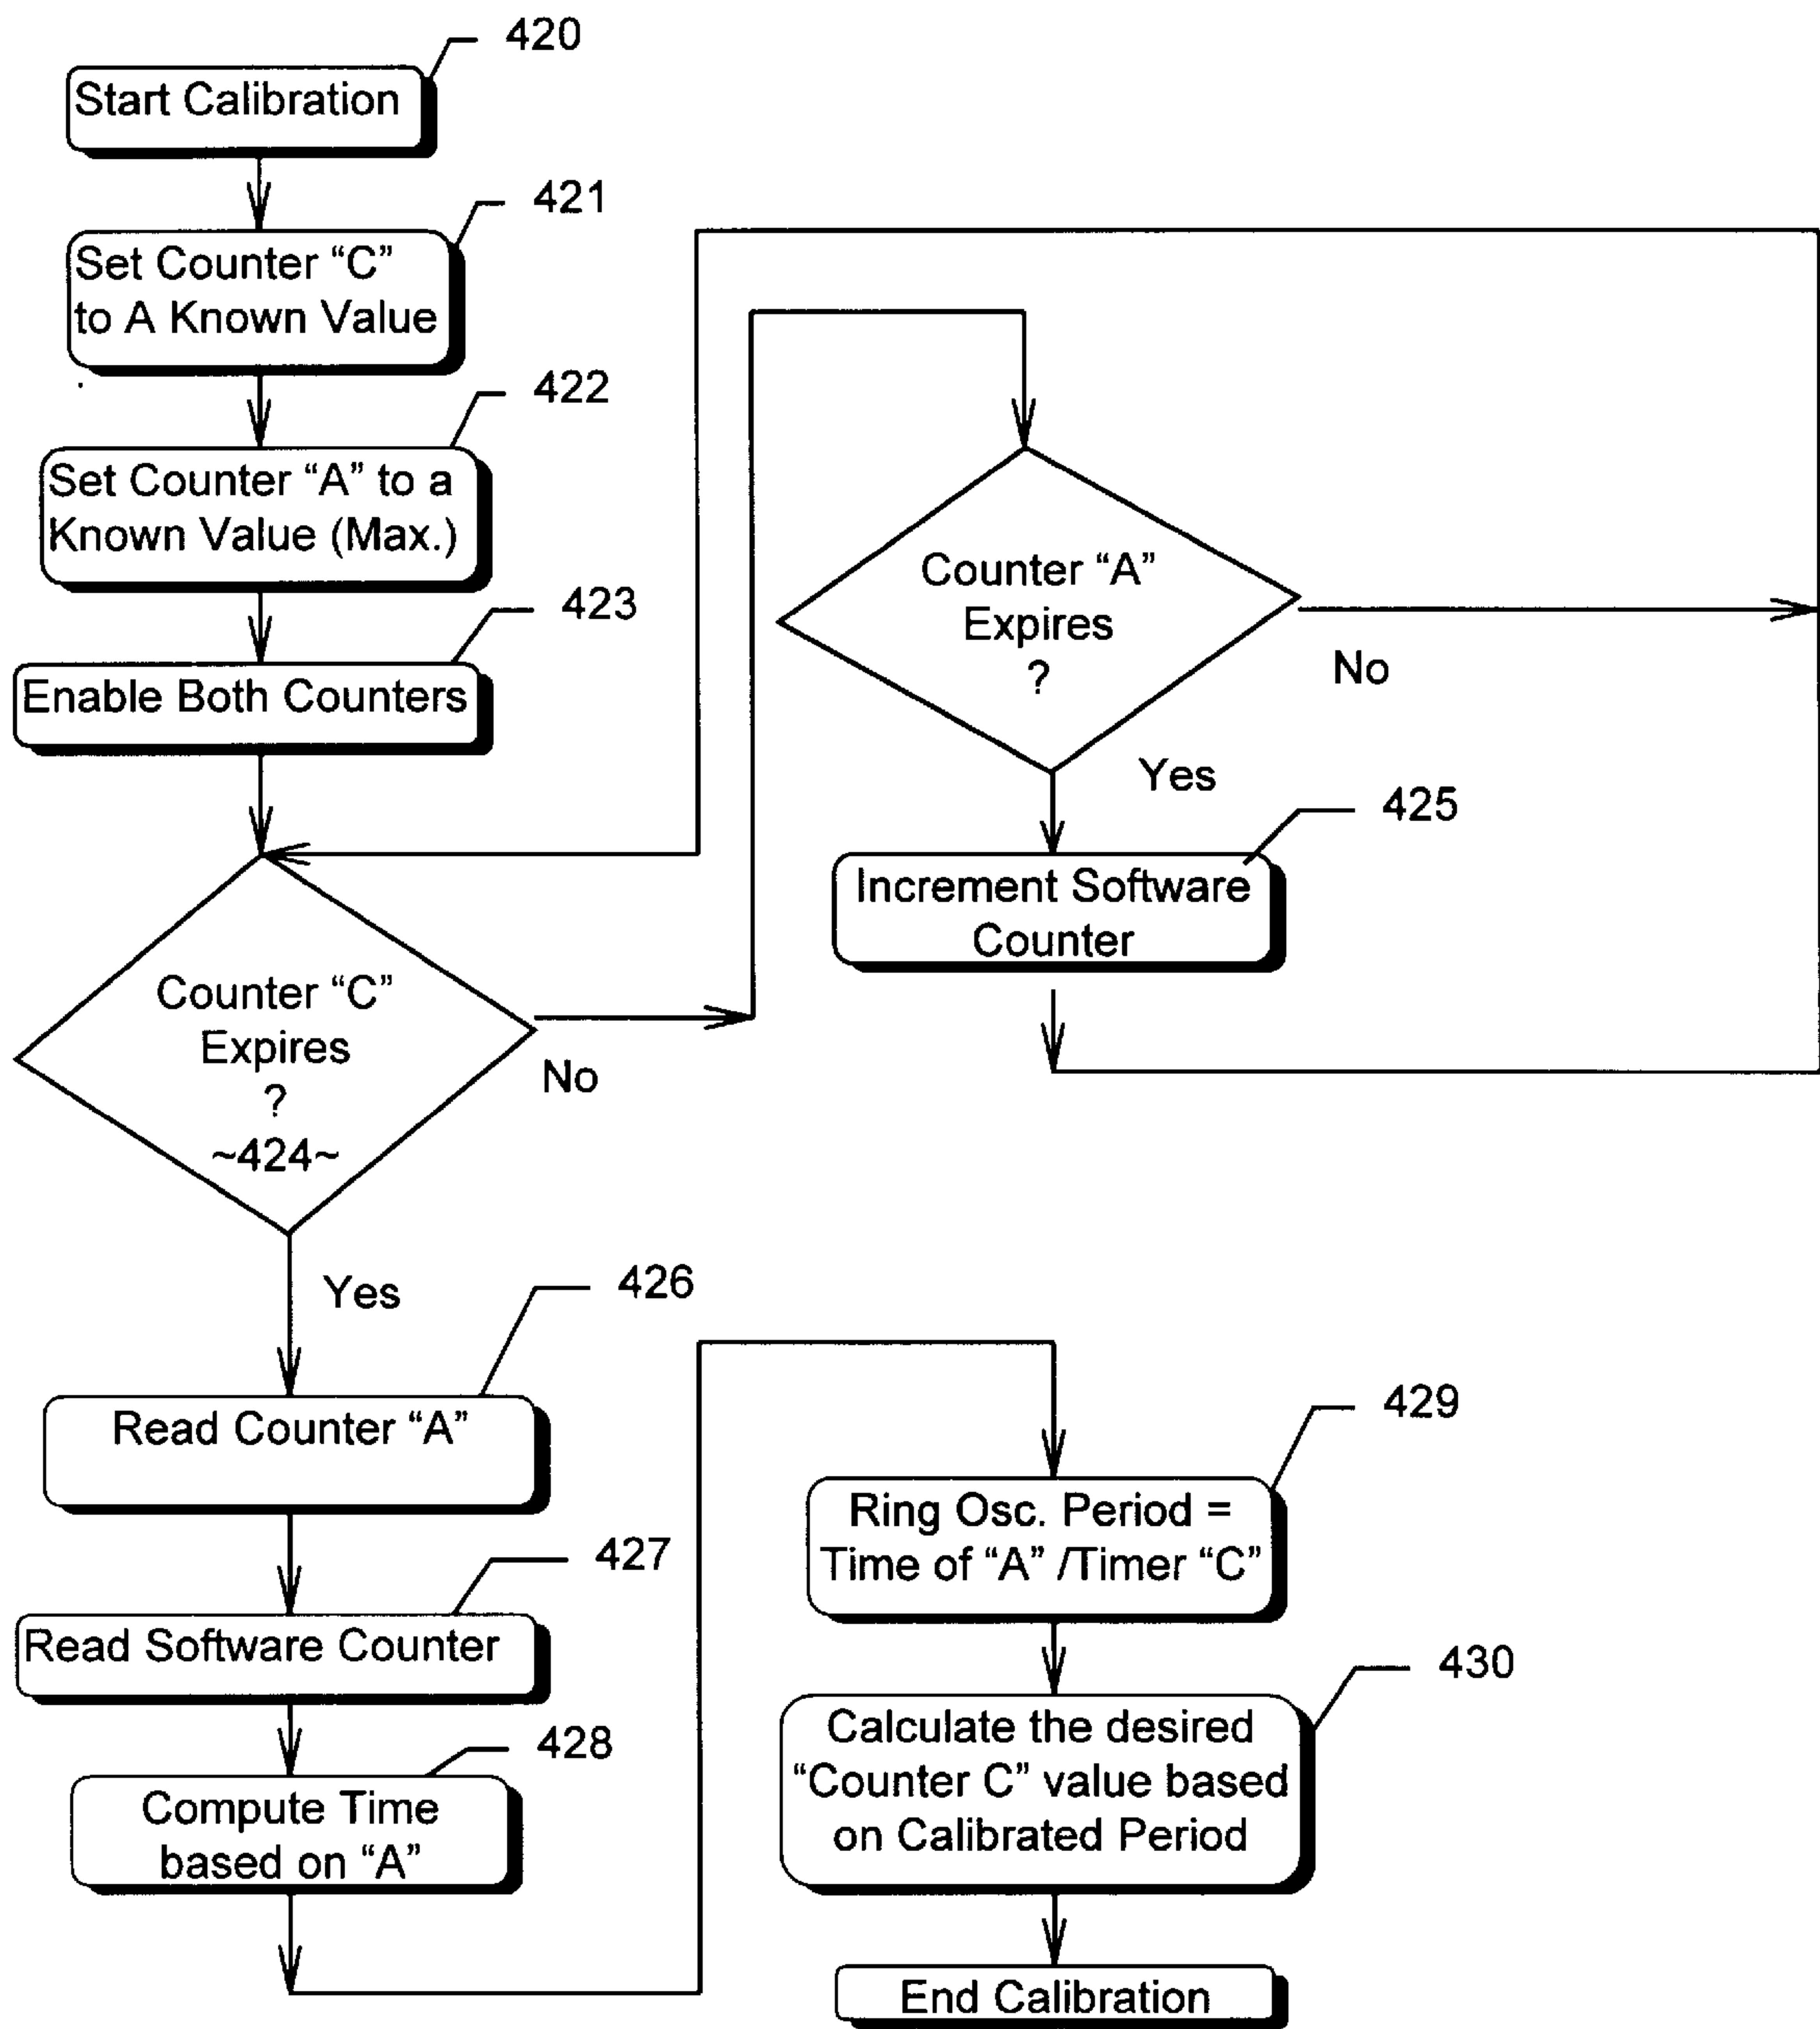 420
Start Calibration
421
Set Counter “C”
to A Known Value
422
Set Counter “A” to a
Known Value (Max.)
423
Enable Both Counters
Counter “C”
Expires
?
~424~
No
Yes
Counter “A”
Expires
?
No
Yes
425
Increment Software
Counter
426
Read Counter “A”
427
Read Software Counter
428
Compute Time
based on “A”
429
Ring Osc. Period =
Time of “A” /Timer “C”
430
Calculate the desired
“Counter C” value based
on Calibrated Period
End Calibration